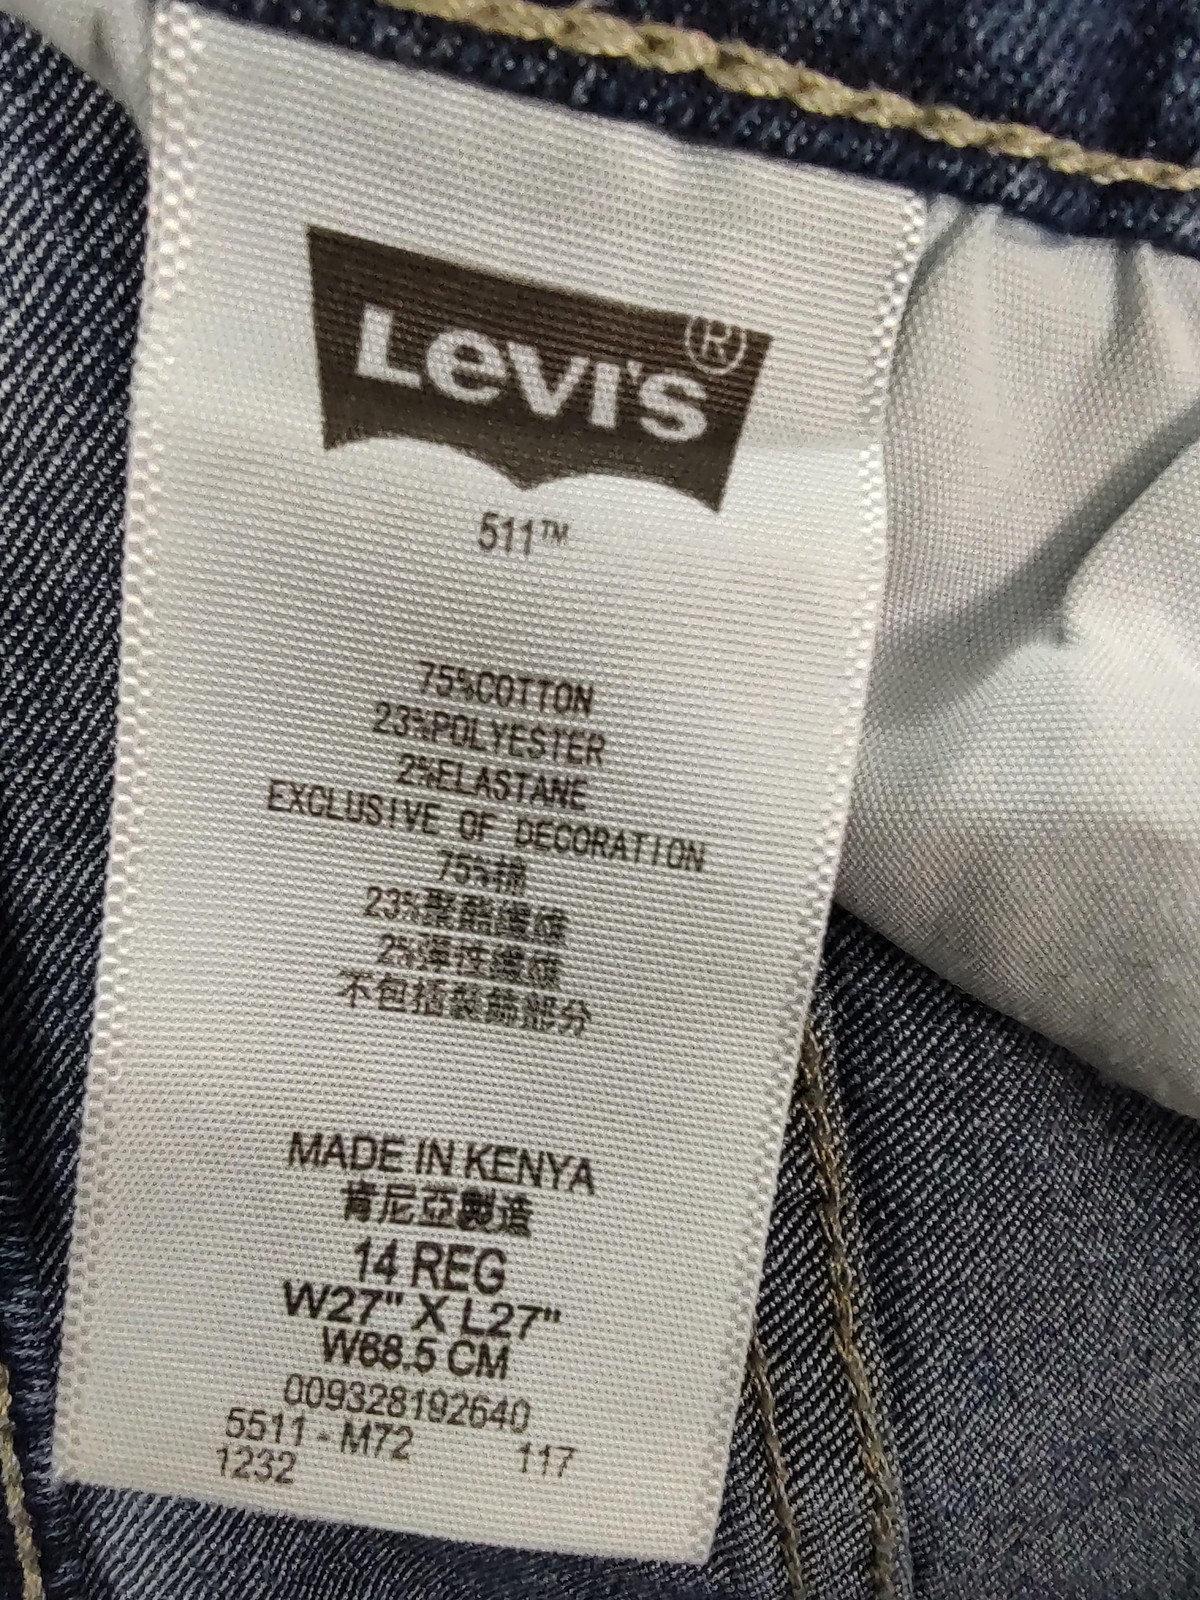 Levi's®
511™
75%COTTON
23%POLYESTER
2%ELASTANE
EXCLUSIVE OF DECORATION
75%棉
23%聚酯纖維
2%彈性纖維
不包括裝飾部分
MADE IN KENYA
肯尼亞製造
14 REG
W27" X L27"
W68.5 CM
009328192640
5511 - M72 117
1232